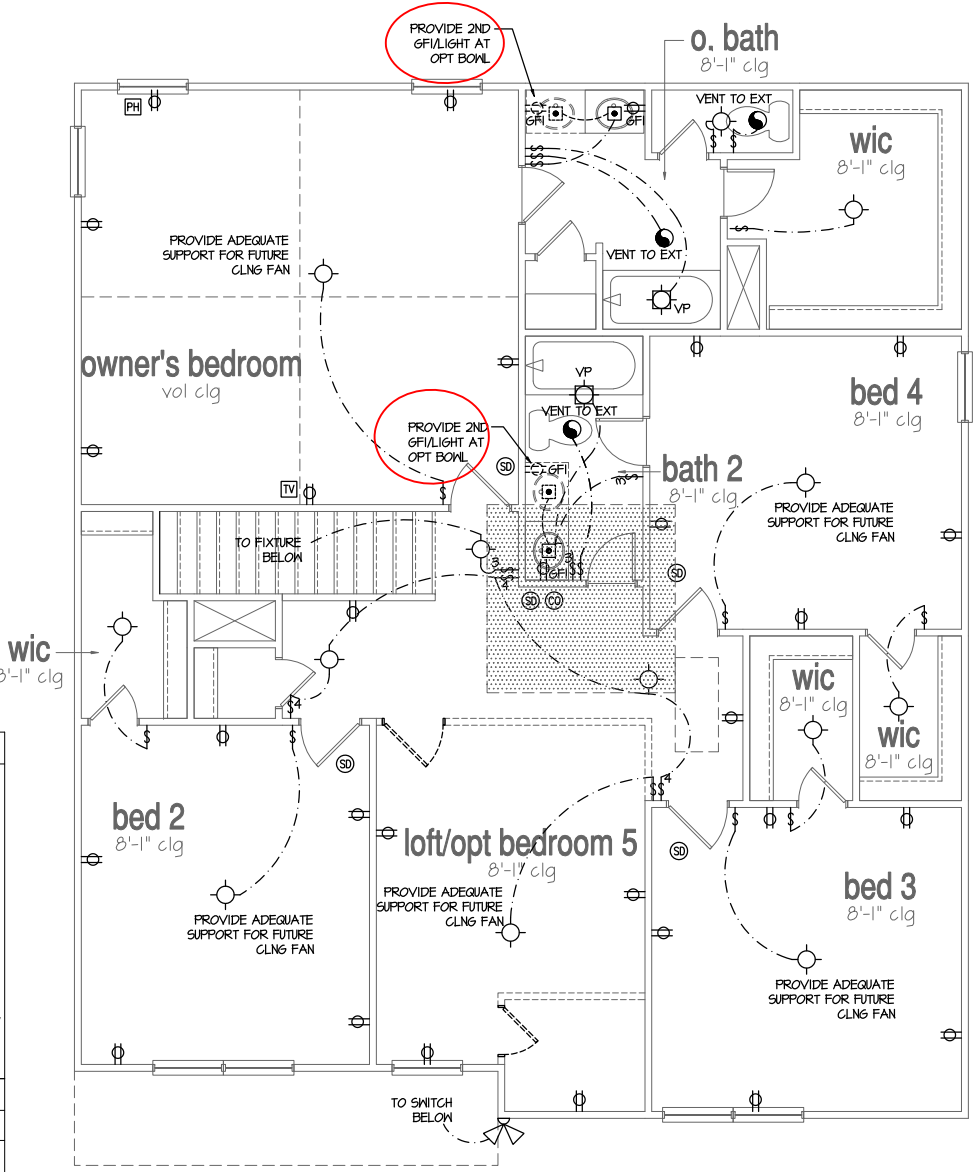 PROVIDE 2ND
GFI/LIGHT AT
OPT BOWL
o. bath
8'-1" clg
PH
GFI
GFI
VENT TO EXT
wic
8'-1" clg
$
$
$
$
$
$
PROVIDE ADEQUATE
SUPPORT FOR FUTURE
CLNG FAN
VENT TO EXT
VP
owner's bedroom
vol clg
VP
VENT TO EXT
bed 4
8'-1" clg
PROVIDE 2ND
GFI/LIGHT AT
OPT BOWL
SD
GFI
bath 2
8'-1" clg
3$
TV
$
PROVIDE ADEQUATE
SUPPORT FOR FUTURE
CLNG FAN
TO FIXTURE
BELOW
3
$$
$$
4
3
$$
GFI
SD
CO
SD
$
$
wic
8'-1" clg
$4
wic
8'-1" clg
wic
8'-1" clg
$
$
SD
4
$$
$
$
bed 2
8'-1" clg
loft/opt bedroom 5
8'-1" clg
SD
PROVIDE ADEQUATE
SUPPORT FOR FUTURE
CLNG FAN
bed 3
8'-1" clg
PROVIDE ADEQUATE
SUPPORT FOR FUTURE
CLNG FAN
PROVIDE ADEQUATE
SUPPORT FOR FUTURE
CLNG FAN
TO SWITCH
BELOW